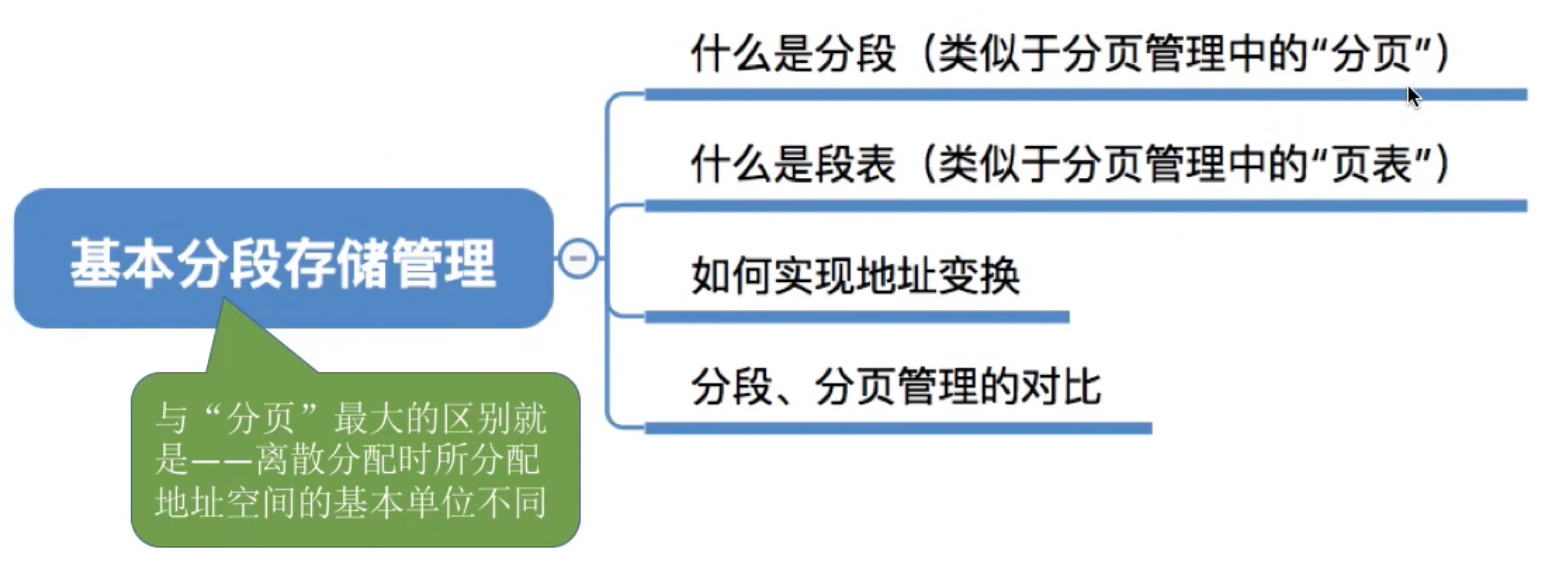 什么是分段（类似于分页管理中的“分页”）
什么是段表（类似于分页管理中的“页表”）
基本分段存储管理
如何实现地址变换
分段、分页管理的对比
与“分页”最大的区别就
是——离散分配时所分配
地址空间的基本单位不同